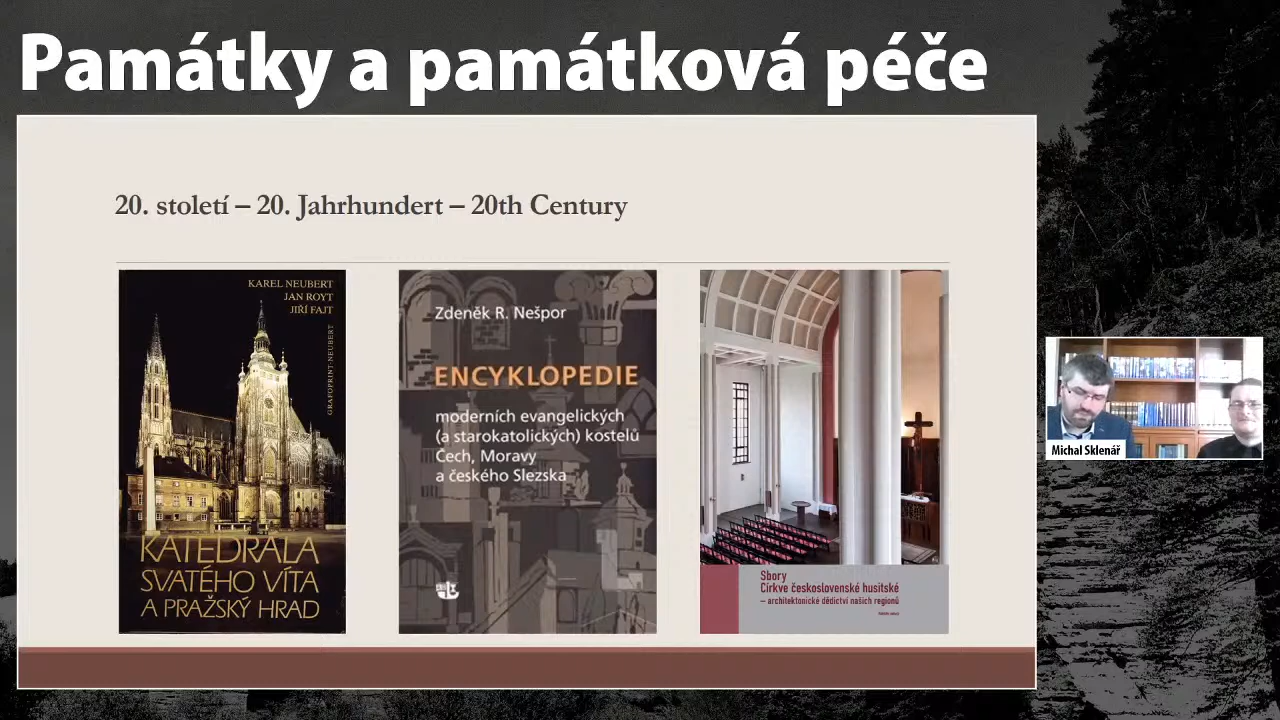 Památky a památková péče
20. století – 20. Jahrhundert – 20th Century
KAREL NEUBERT
JAN ROYT
JIŘÍ FAJT
GRAFOPRINT-NEUBERT
KATEDRÁLA
SVATÉHO VÍTA
A PRAŽSKÝ HRAD
Zdeněk R. Nešpor
ENCYKLOPEDIE
moderních evangelických
(a starokatolických) kostelů
Čech, Moravy
a českého Slezska
Sbory
Církve československé husitské
– architektonické dědictví našich regionů
Michal Sklenář